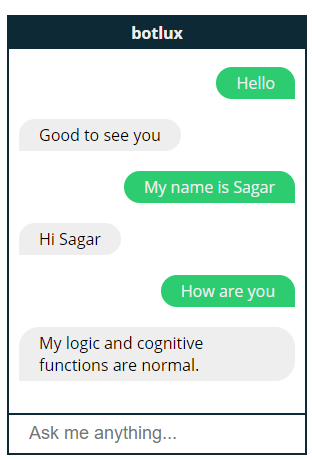 botlux
Hello
Good to see you
My name is Sagar
Hi Sagar
How are you
My logic and cognitive
functions are normal.
Ask me anything...